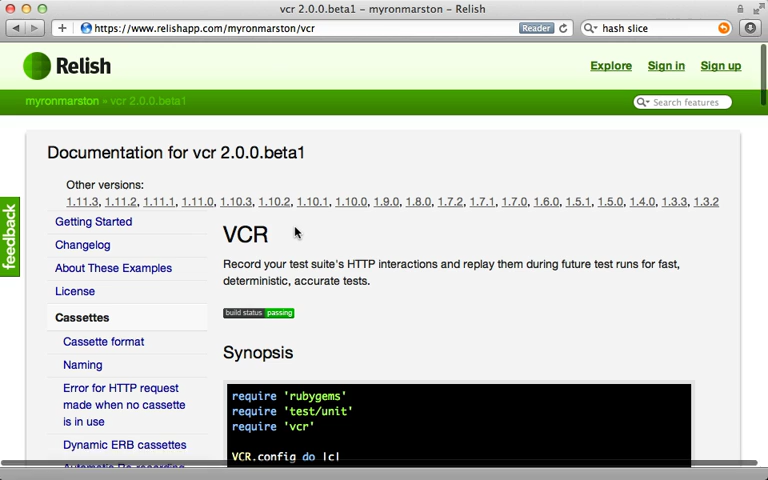 vcr 2.0.0.beta1 – myronmarston – Relish
https://www.relishapp.com/myronmarston/vcr
Reader
hash slice
Relish
Explore Sign in Sign up
myronmarston » vcr 2.0.0.beta1
Search features
feedback
Documentation for vcr 2.0.0.beta1
Other versions:
1.11.3, 1.11.2, 1.11.1, 1.11.0, 1.10.3, 1.10.2, 1.10.1, 1.10.0, 1.9.0, 1.8.0, 1.7.2, 1.7.1, 1.7.0, 1.6.0, 1.5.1, 1.5.0, 1.4.0, 1.3.3, 1.3.2
Getting Started
Changelog
About These Examples
License
Cassettes
Cassette format
Naming
Error for HTTP request
made when no cassette
is in use
Dynamic ERB cassettes
Automatic Re-recording
VCR
Record your test suite's HTTP interactions and replay them during future test runs for fast,
deterministic, accurate tests.
build status passing
Synopsis
require 'rubygems'
require 'test/unit'
require 'vcr'
VCR.config do |c|